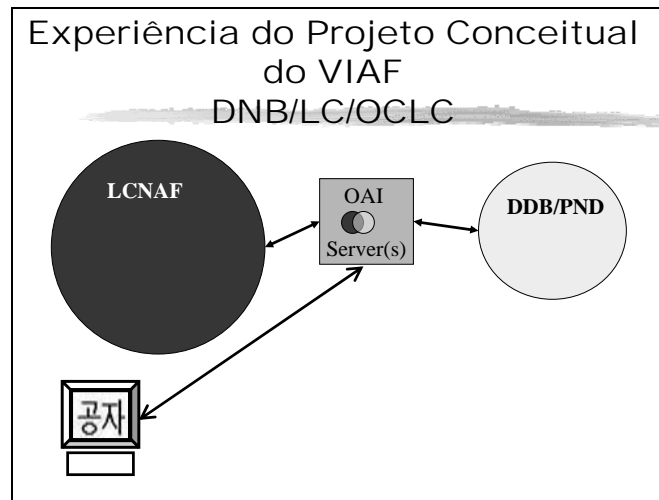 Experiência do Projeto Conceitual
do VIAF
DNB/LC/OCLC
LCNAF
OAI
Server(s)
DDB/PND
공자